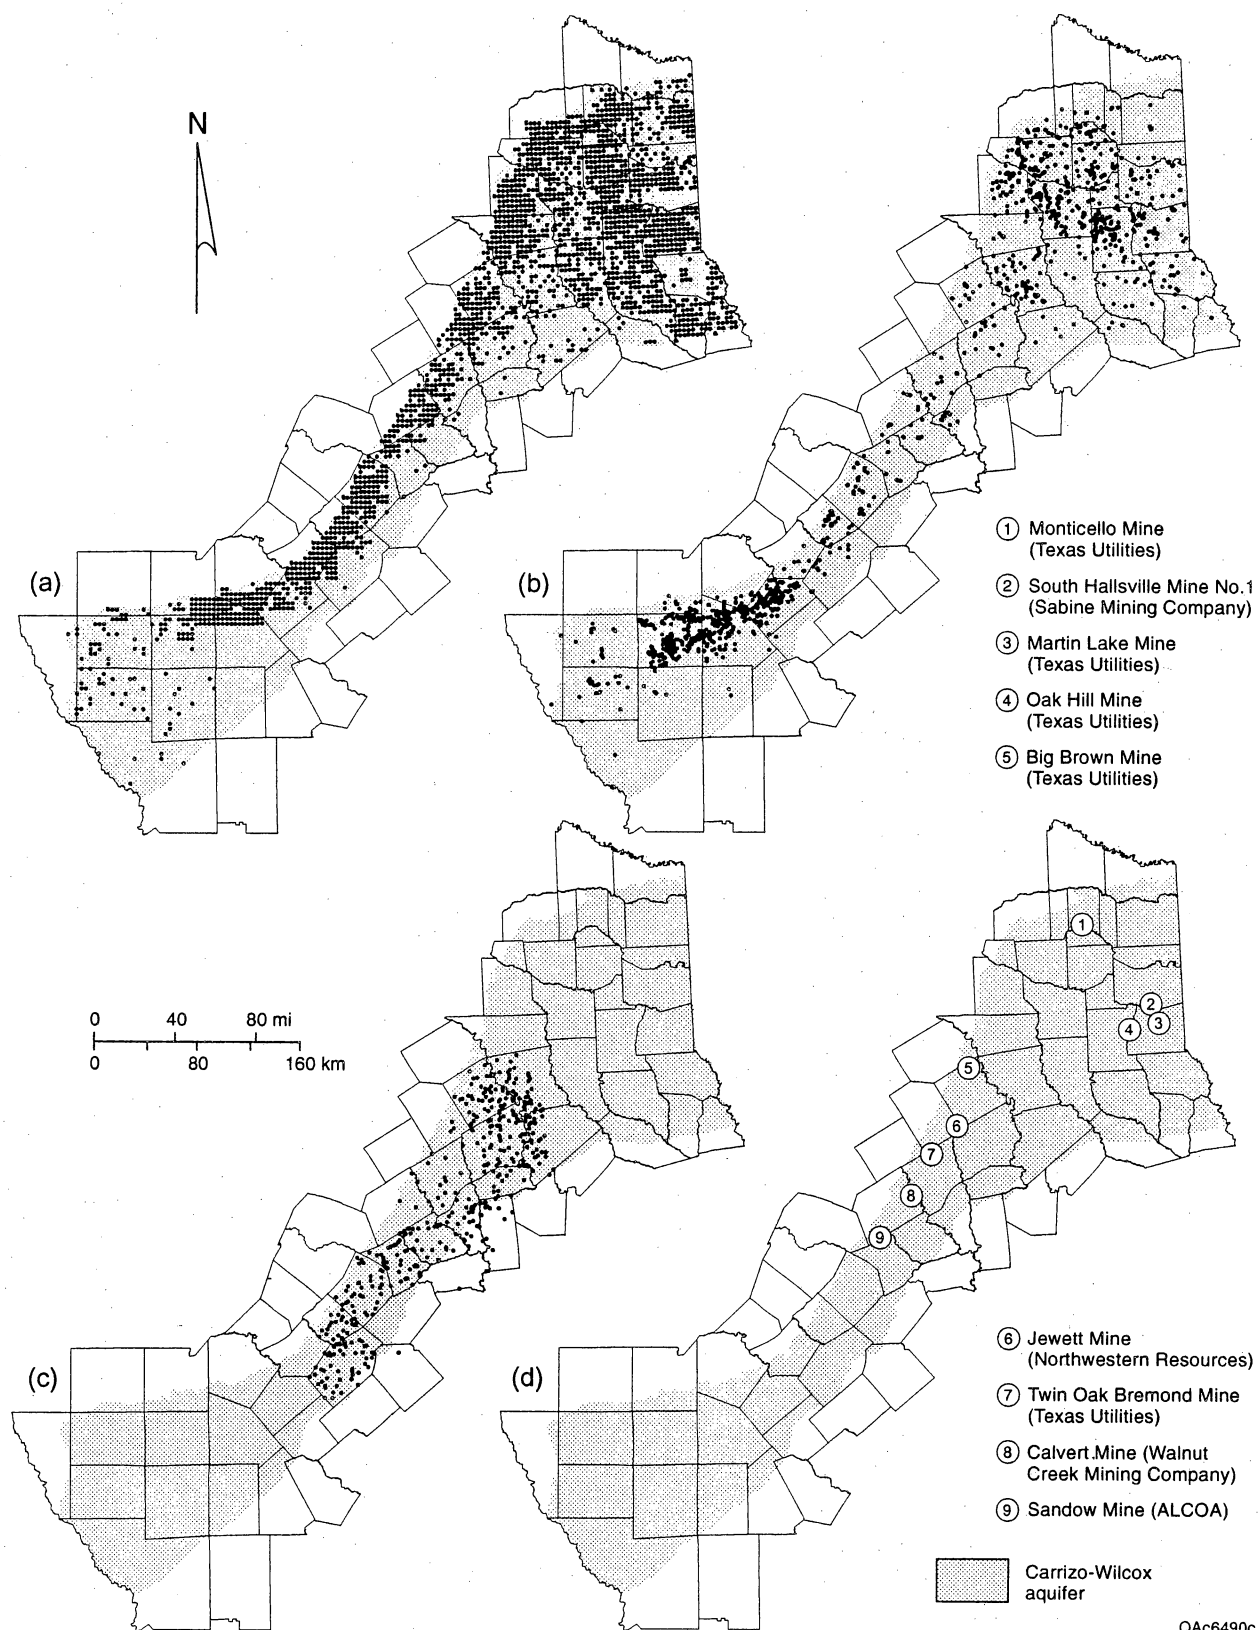 N
(a)
(b)
① Monticello Mine
(Texas Utilities)
② South Hallsville Mine No.1
(Sabine Mining Company)
③ Martin Lake Mine
(Texas Utilities)
④ Oak Hill Mine
(Texas Utilities)
⑤ Big Brown Mine
(Texas Utilities)
0 40 80 mi
0 80 160 km
(c)
(d)
1
2
3
4
5
6
7
8
9
⑥ Jewett Mine
(Northwestern Resources)
⑦ Twin Oak Bremond Mine
(Texas Utilities)
⑧ Calvert Mine (Walnut
Creek Mining Company)
⑨ Sandow Mine (ALCOA)
Carrizo-Wilcox
aquifer
QAc6490c